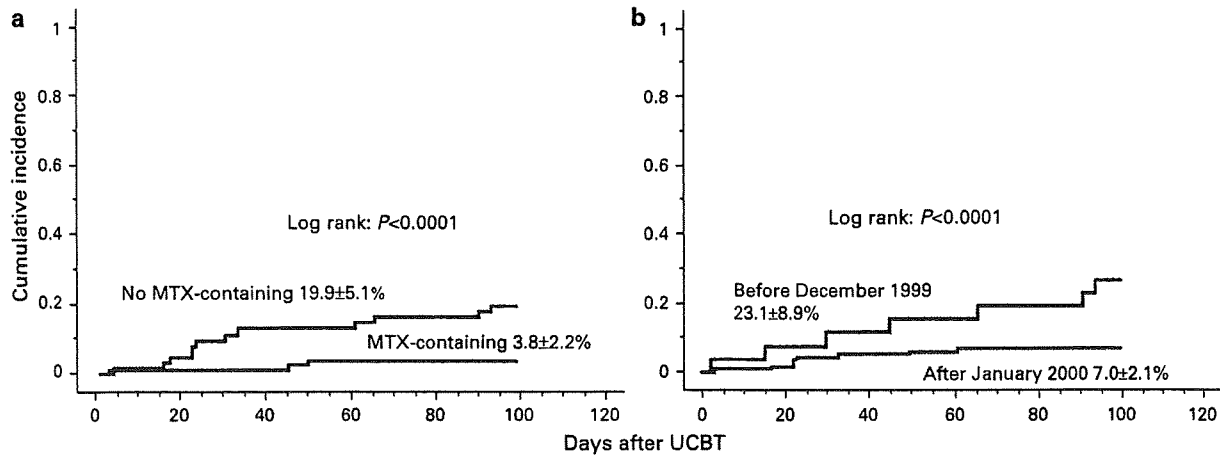 a
Cumulative incidence
1
0.8
0.6
0.4
0.2
0
Log rank: P<0.0001
No MTX-containing 19.9±5.1%
MTX-containing 3.8±2.2%
0 20 40 60 80 100 120
b
1
0.8
0.6
0.4
0.2
0
Log rank: P<0.0001
Before December 1999
23.1±8.9%
After January 2000 7.0±2.1%
0 20 40 60 80 100 120
Days after UCBT